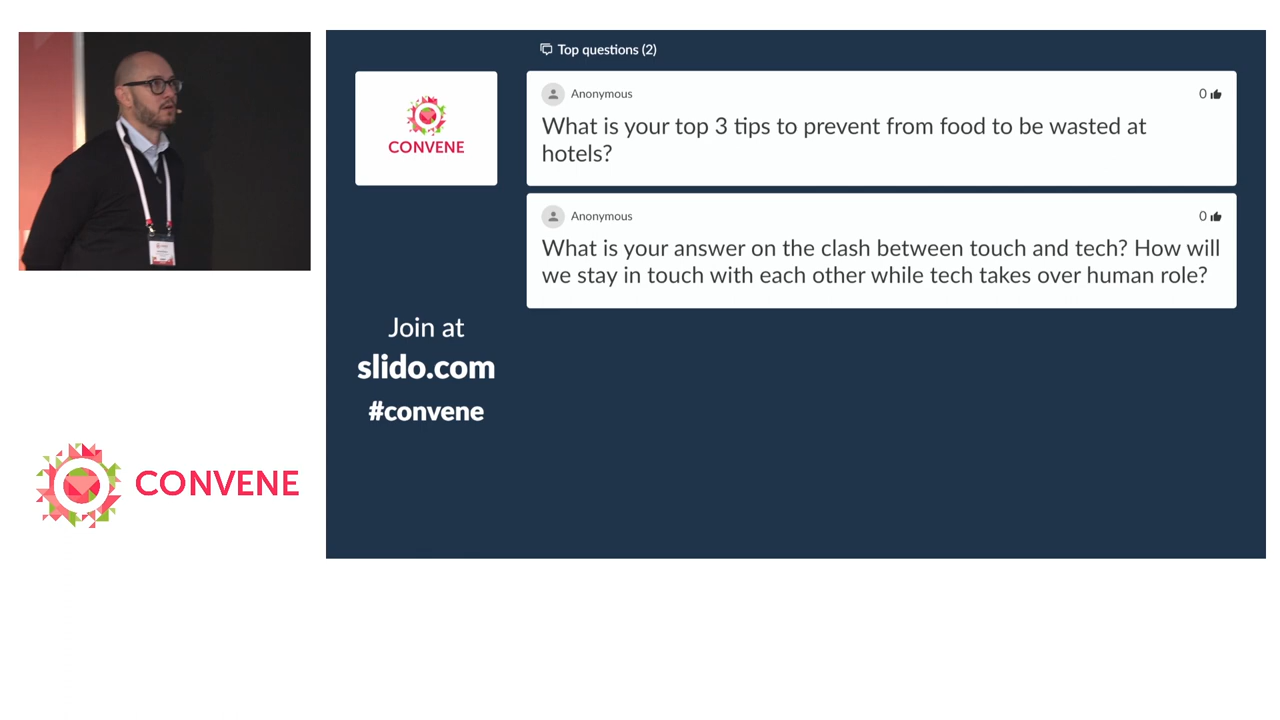 Top questions (2)
Anonymous
0
What is your top 3 tips to prevent from food to be wasted at
hotels?
CONVENE
Anonymous
0
What is your answer on the clash between touch and tech? How will
we stay in touch with each other while tech takes over human role?
Join at
slido.com
#convene
CONVENE